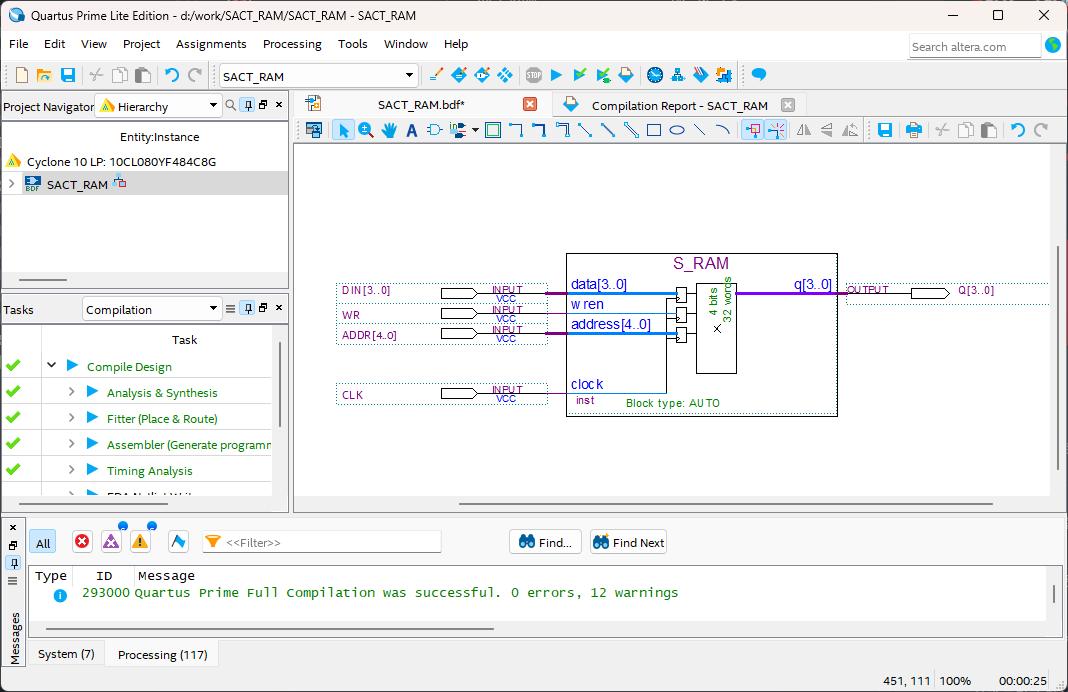 Quartus Prime Lite Edition - d:/work/SACT_RAM/SACT_RAM - SACT_RAM
File Edit View Project Assignments Processing Tools Window Help
Search altera.com
SACT_RAM
STOP
Project Navigator Hierarchy
SACT_RAM.bdf*
Compilation Report - SACT_RAM
Entity:Instance
Cyclone 10 LP: 10CL080YF484C8G
BDF SACT_RAM
Tasks Compilation
Task
Compile Design
Analysis & Synthesis
Fitter (Place & Route)
Assembler (Generate programm
Timing Analysis
S_RAM
DIN[3..0] INPUT VCC data[3..0]
WR INPUT VCC wren
ADDR[4..0] INPUT VCC address[4..0]
CLK INPUT VCC clock
inst
4 bits
32 words
Block type: AUTO
q[3..0] OUTPUT Q[3..0]
All
<<Filter>>
Find...
Find Next
Type ID Message
293000 Quartus Prime Full Compilation was successful. 0 errors, 12 warnings
Messages
System (7) Processing (117)
451, 111 100% 00:00:25